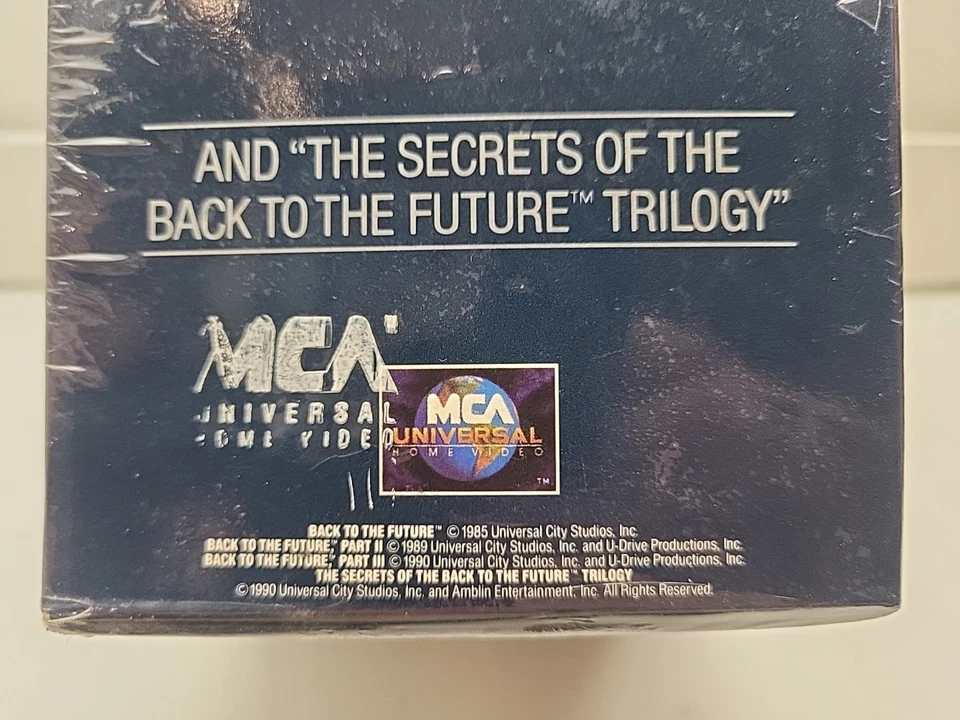 AND “THE SECRETS OF THE
BACK TO THE FUTURE™ TRILOGY”
MCA®
UNIVERSAL
HOME VIDEO
MCA
UNIVERSAL
HOME VIDEO
™
BACK TO THE FUTURE™ © 1985 Universal City Studios, Inc.
BACK TO THE FUTURE,™ PART II © 1989 Universal City Studios, Inc. and U-Drive Productions, Inc.
BACK TO THE FUTURE,™ PART III © 1990 Universal City Studios, Inc. and U-Drive Productions, Inc.
THE SECRETS OF THE BACK TO THE FUTURE™ TRILOGY
© 1990 Universal City Studios, Inc. and Amblin Entertainment, Inc. All Rights Reserved.